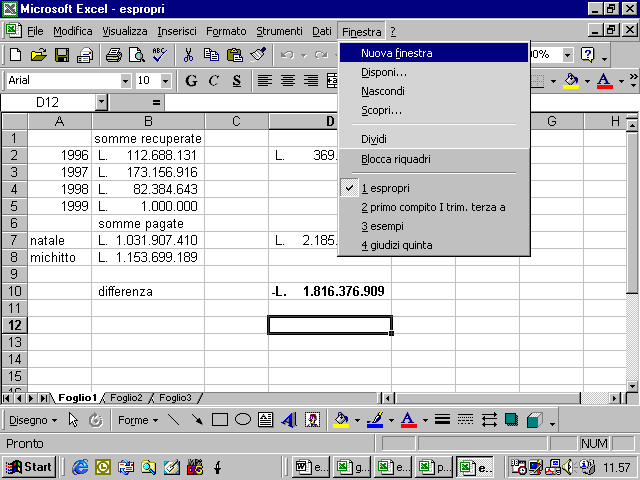 Microsoft Excel - espropri
File Modifica Visualizza Inserisci Formato Strumenti Dati Finestra ?
Nuova finestra
Disponi...
Nascondi
Scopri...
Dividi
Blocca riquadri
1 espropri
2 primo compito I trim. terza a
3 esempi
4 giudizi quinta
00%
Arial 10 G C S
D12 =
A B C D G H
1 somme recuperate
2 1996 L. 112.688.131 L. 369.
3 1997 L. 173.156.916
4 1998 L. 82.384.643
5 1999 L. 1.000.000
6 somme pagate
7 natale L. 1.031.907.410 L. 2.185.
8 michitto L. 1.153.699.189
9
10 differenza -L. 1.816.376.909
11
12
13
14
15
Foglio1 Foglio2 Foglio3
Disegno Forme
Pronto NUM
Start e... g... e... p... e... 11.57